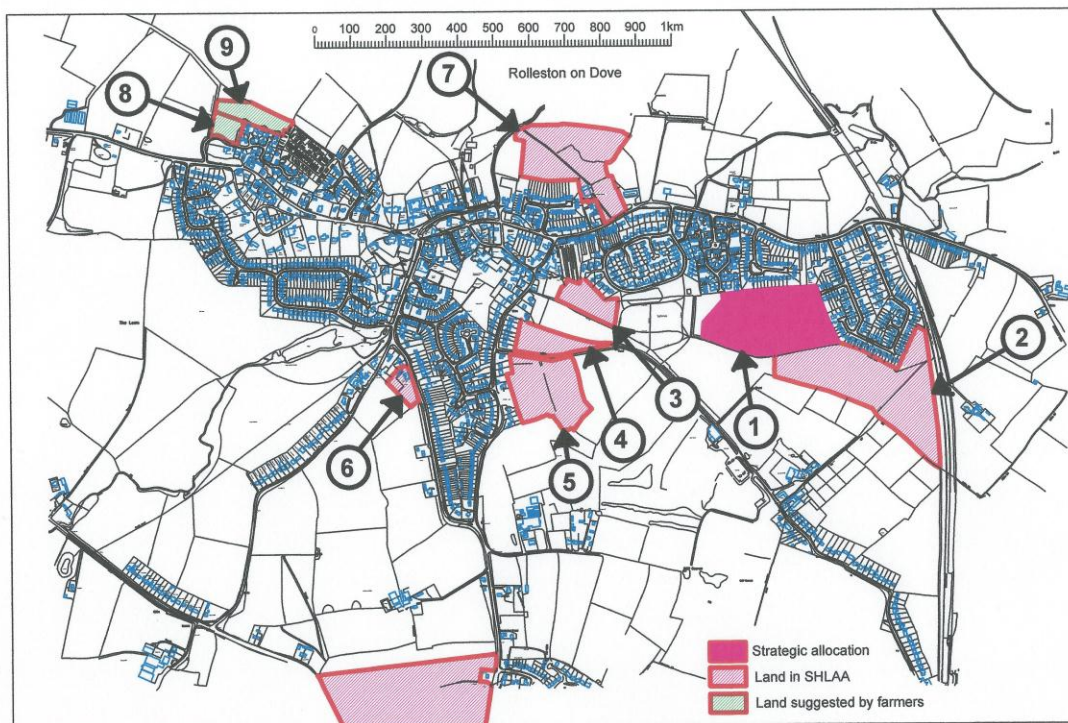 0 100 200 300 400 500 600 700 800 900 1km
Rolleston on Dove
9
8
7
2
3
1
4
6
5
Strategic allocation
Land in SHLAA
Land suggested by farmers